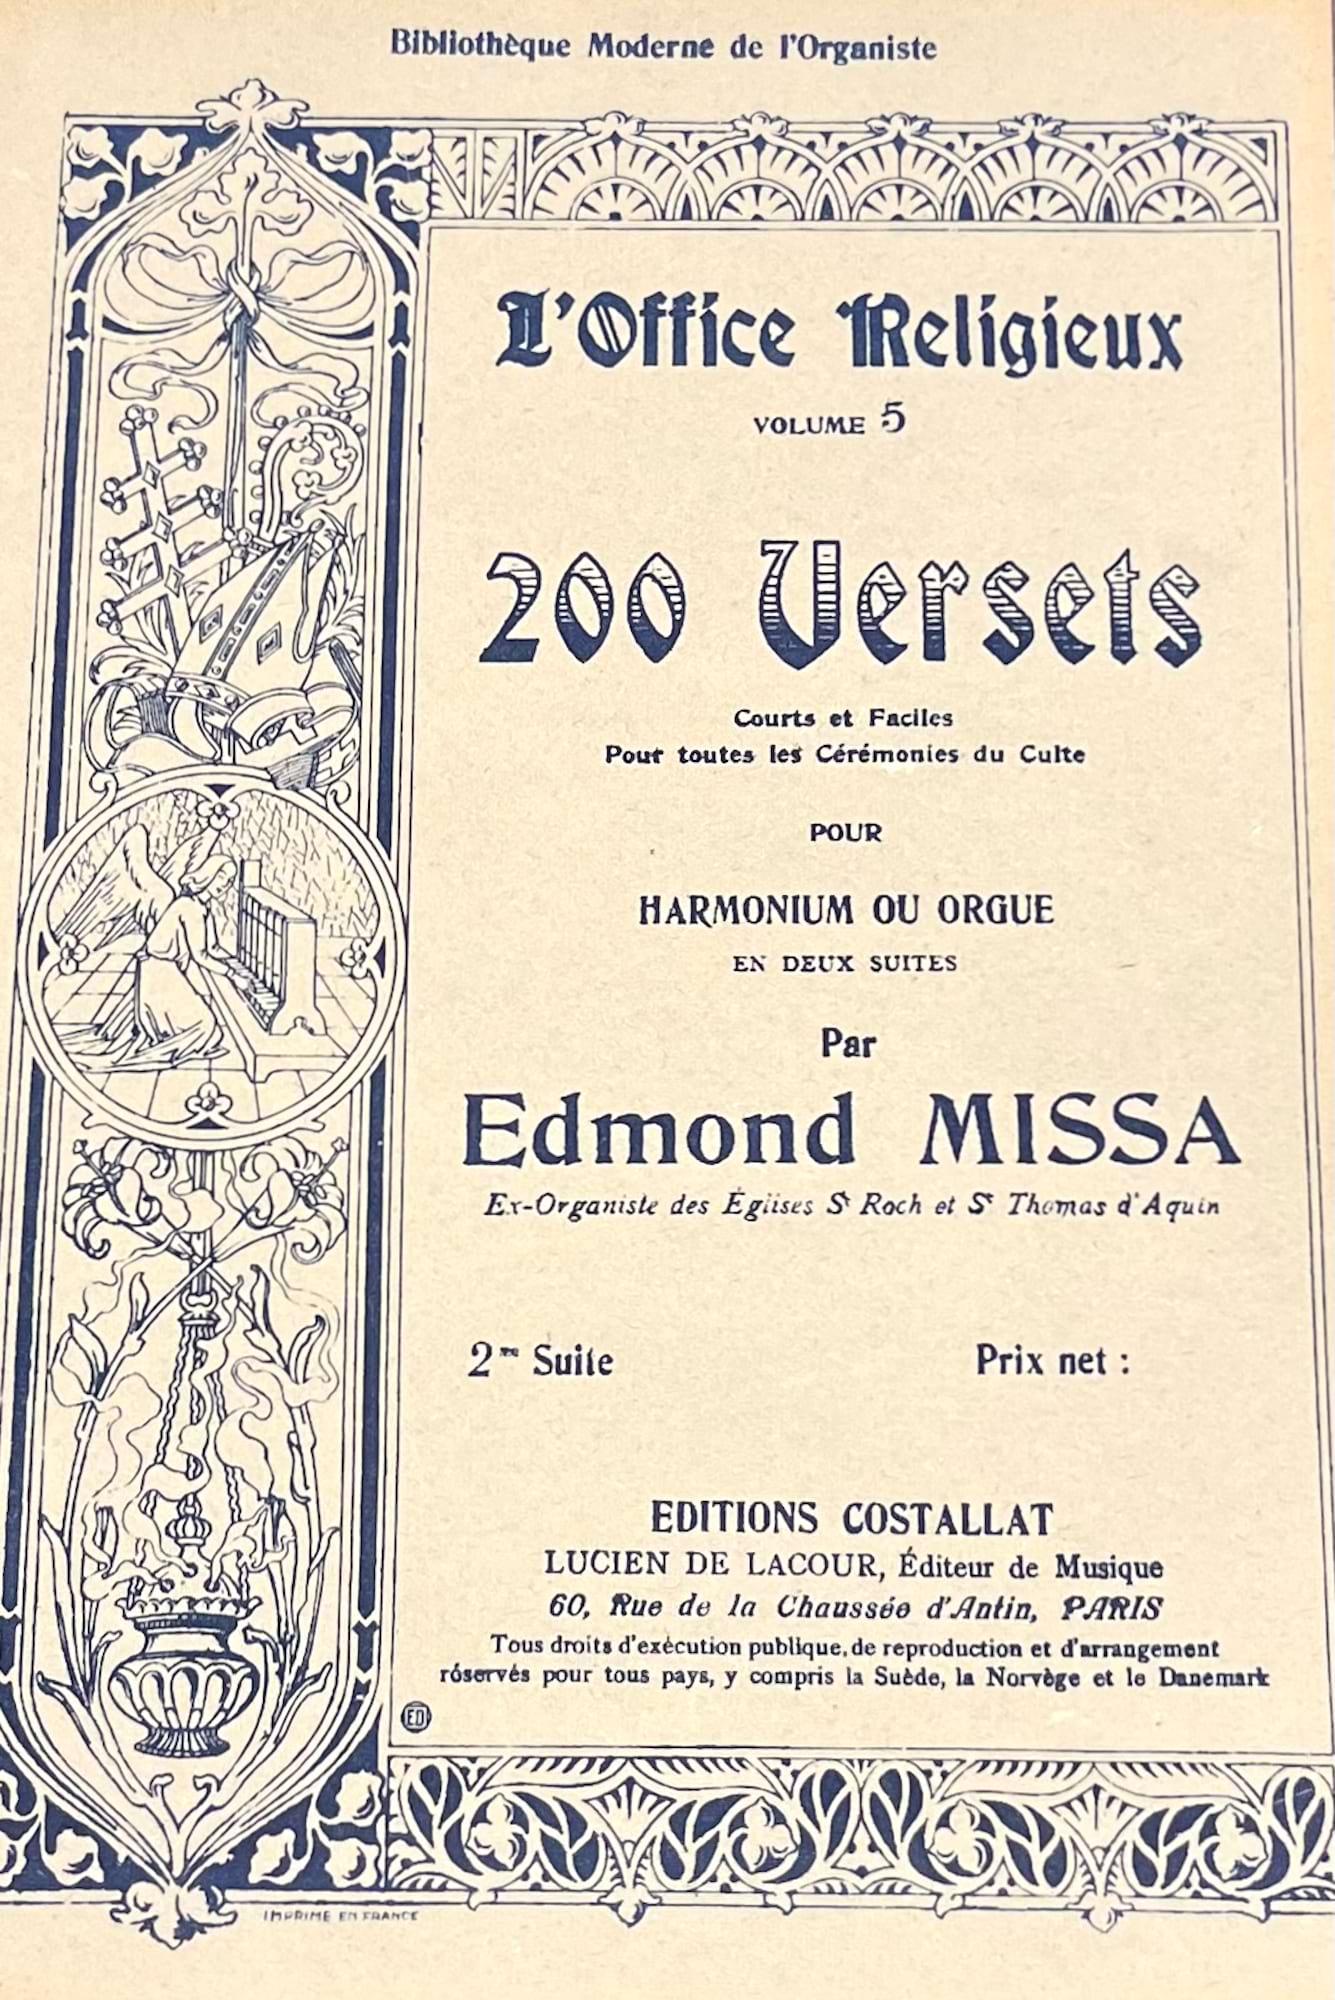 Bibliothèque Moderne de l'Organiste
L'Office Religieux
VOLUME 5
200 Versets
Courts et Faciles
Pour toutes les Cérémonies du Culte
POUR
HARMONIUM OU ORGUE
EN DEUX SUITES
Par
Edmond MISSA
Ex-Organiste des Églises St Roch et St Thomas d'Aquin
2me Suite
Prix net :
EDITIONS COSTALLAT
LUCIEN DE LACOUR, Éditeur de Musique
60, Rue de la Chaussée d'Antin, PARIS
Tous droits d'exécution publique, de reproduction et d'arrangement
réservés pour tous pays, y compris la Suède, la Norvège et le Danemark
ED
IMPRIME EN FRANCE